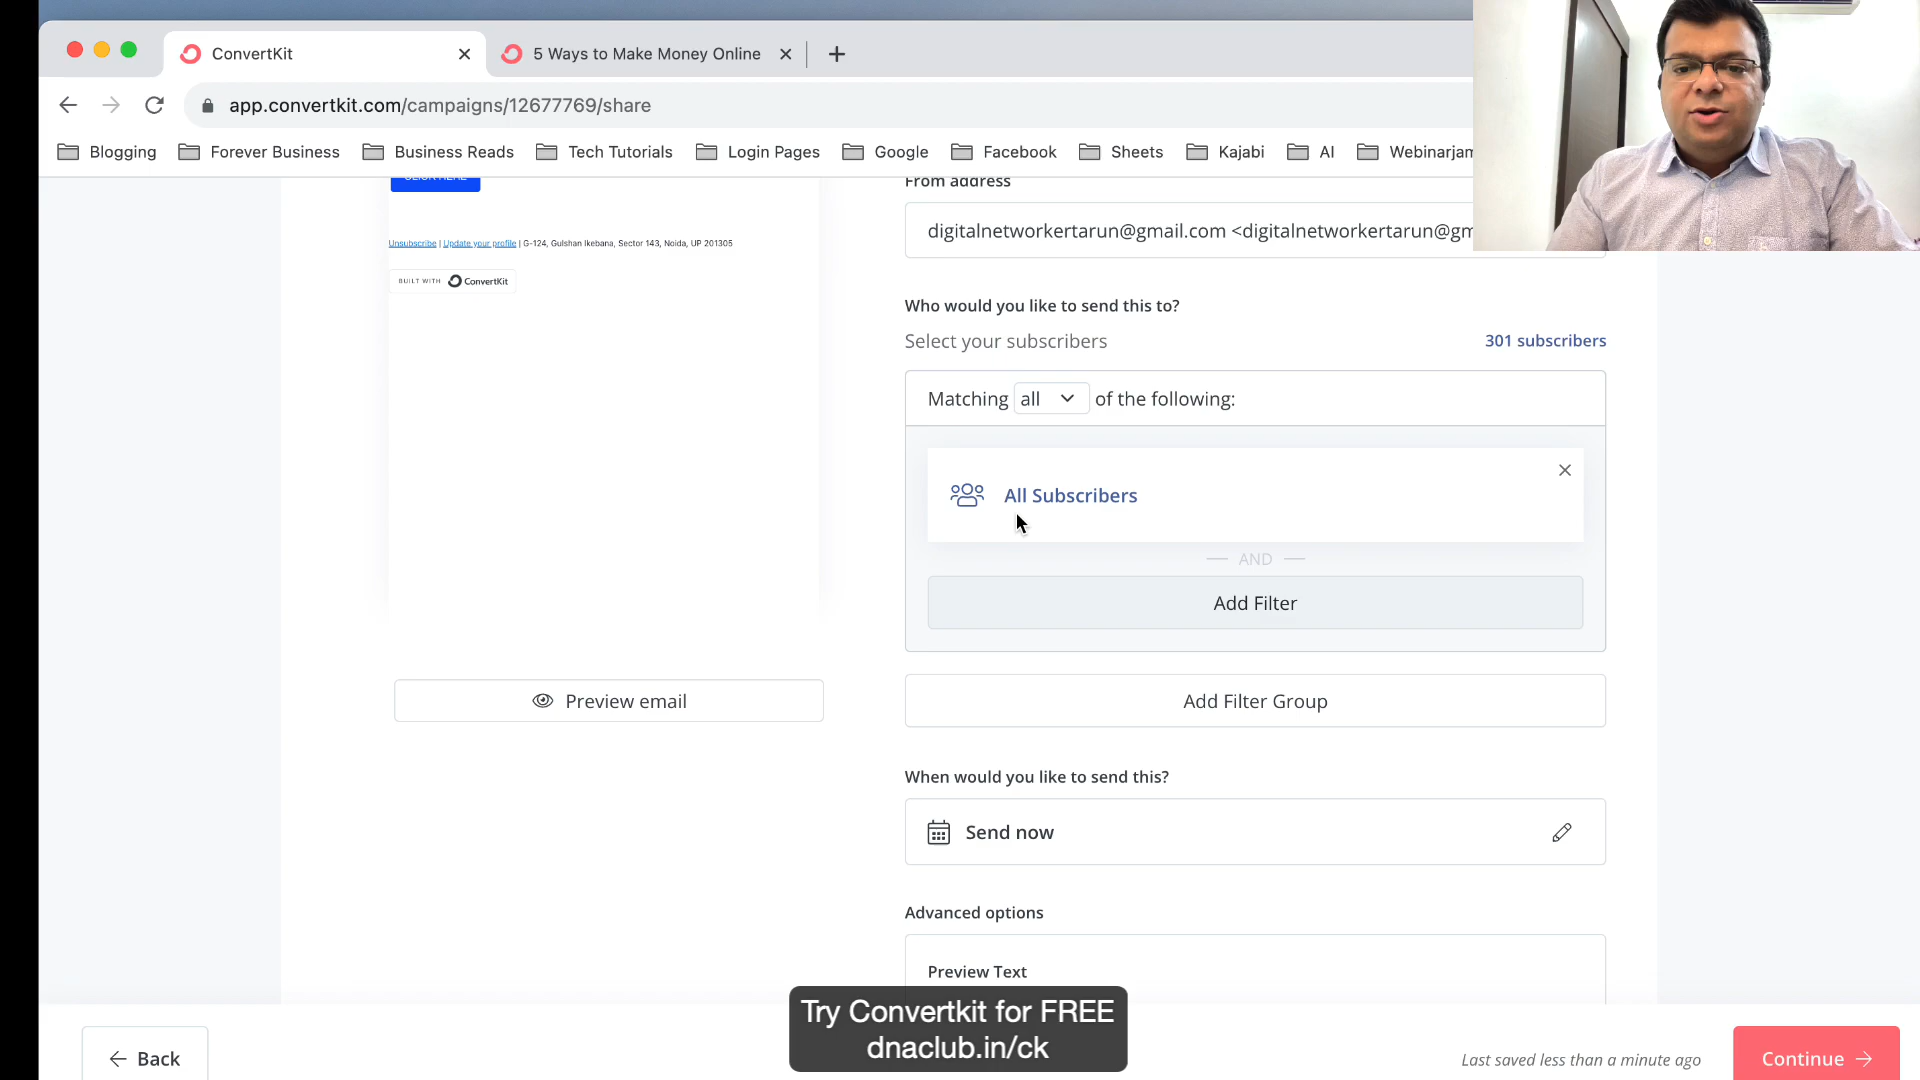 ConvertKit
5 Ways to Make Money Online
app.convertkit.com/campaigns/12677769/share
Blogging
Forever Business
Business Reads
Tech Tutorials
Login Pages
Google
Facebook
Sheets
Kajabi
AI
Webinarjam
CLICK HERE
Unsubscribe | Update your profile | G-124, Gulshan Ikebana, Sector 143, Noida, UP 201305
BUILT WITH ConvertKit
Preview email
From address
digitalnetworkertarun@gmail.com <digitalnetworkertarun@gm
Who would you like to send this to?
Select your subscribers
301 subscribers
Matching all of the following:
All Subscribers
AND
Add Filter
Add Filter Group
When would you like to send this?
Send now
Advanced options
Preview Text
Try Convertkit for FREE
dnaclub.in/ck
Back
Last saved less than a minute ago
Continue